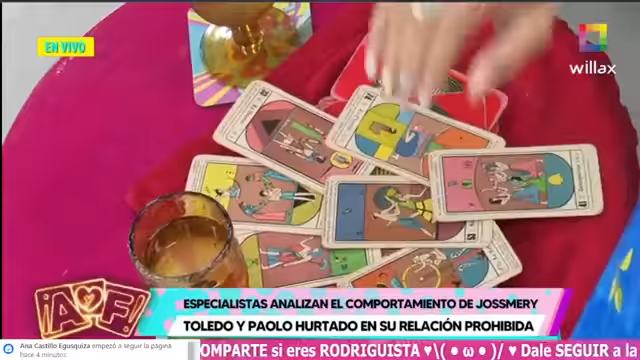 EN VIVO
willax
¡A F!
ESPECIALISTAS ANALIZAN EL COMPORTAMIENTO DE JOSSMERY
TOLEDO Y PAOLO HURTADO EN SU RELACIÓN PROHIBIDA
Ana Castillo Egusquiza empezó a seguir la página
hace 4 minutos
OMPARTE si eres RODRIGUISTA ♥\(●ω●)/♥ Dale SEGUIR a la